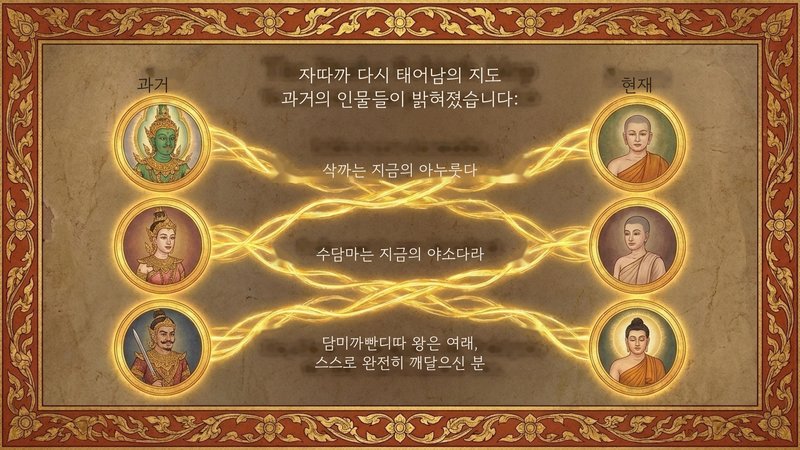 자따까 다시 태어남의 지도
과거의 인물들이 밝혀졌습니다:
과거
현재
삭까는 지금의 아누룻다
수담마는 지금의 야소다라
담미까빤디따 왕은 여래,
스스로 완전히 깨달으신 분